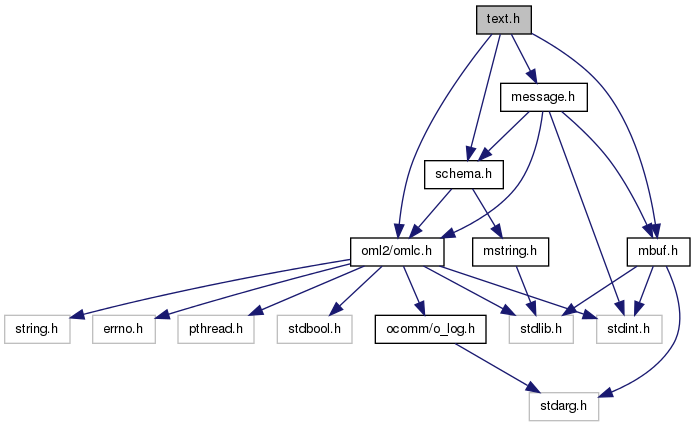 text.h
message.h
schema.h
oml2/omlc.h
mstring.h
mbuf.h
string.h
errno.h
pthread.h
stdbool.h
ocomm/o_log.h
stdlib.h
stdint.h
stdarg.h